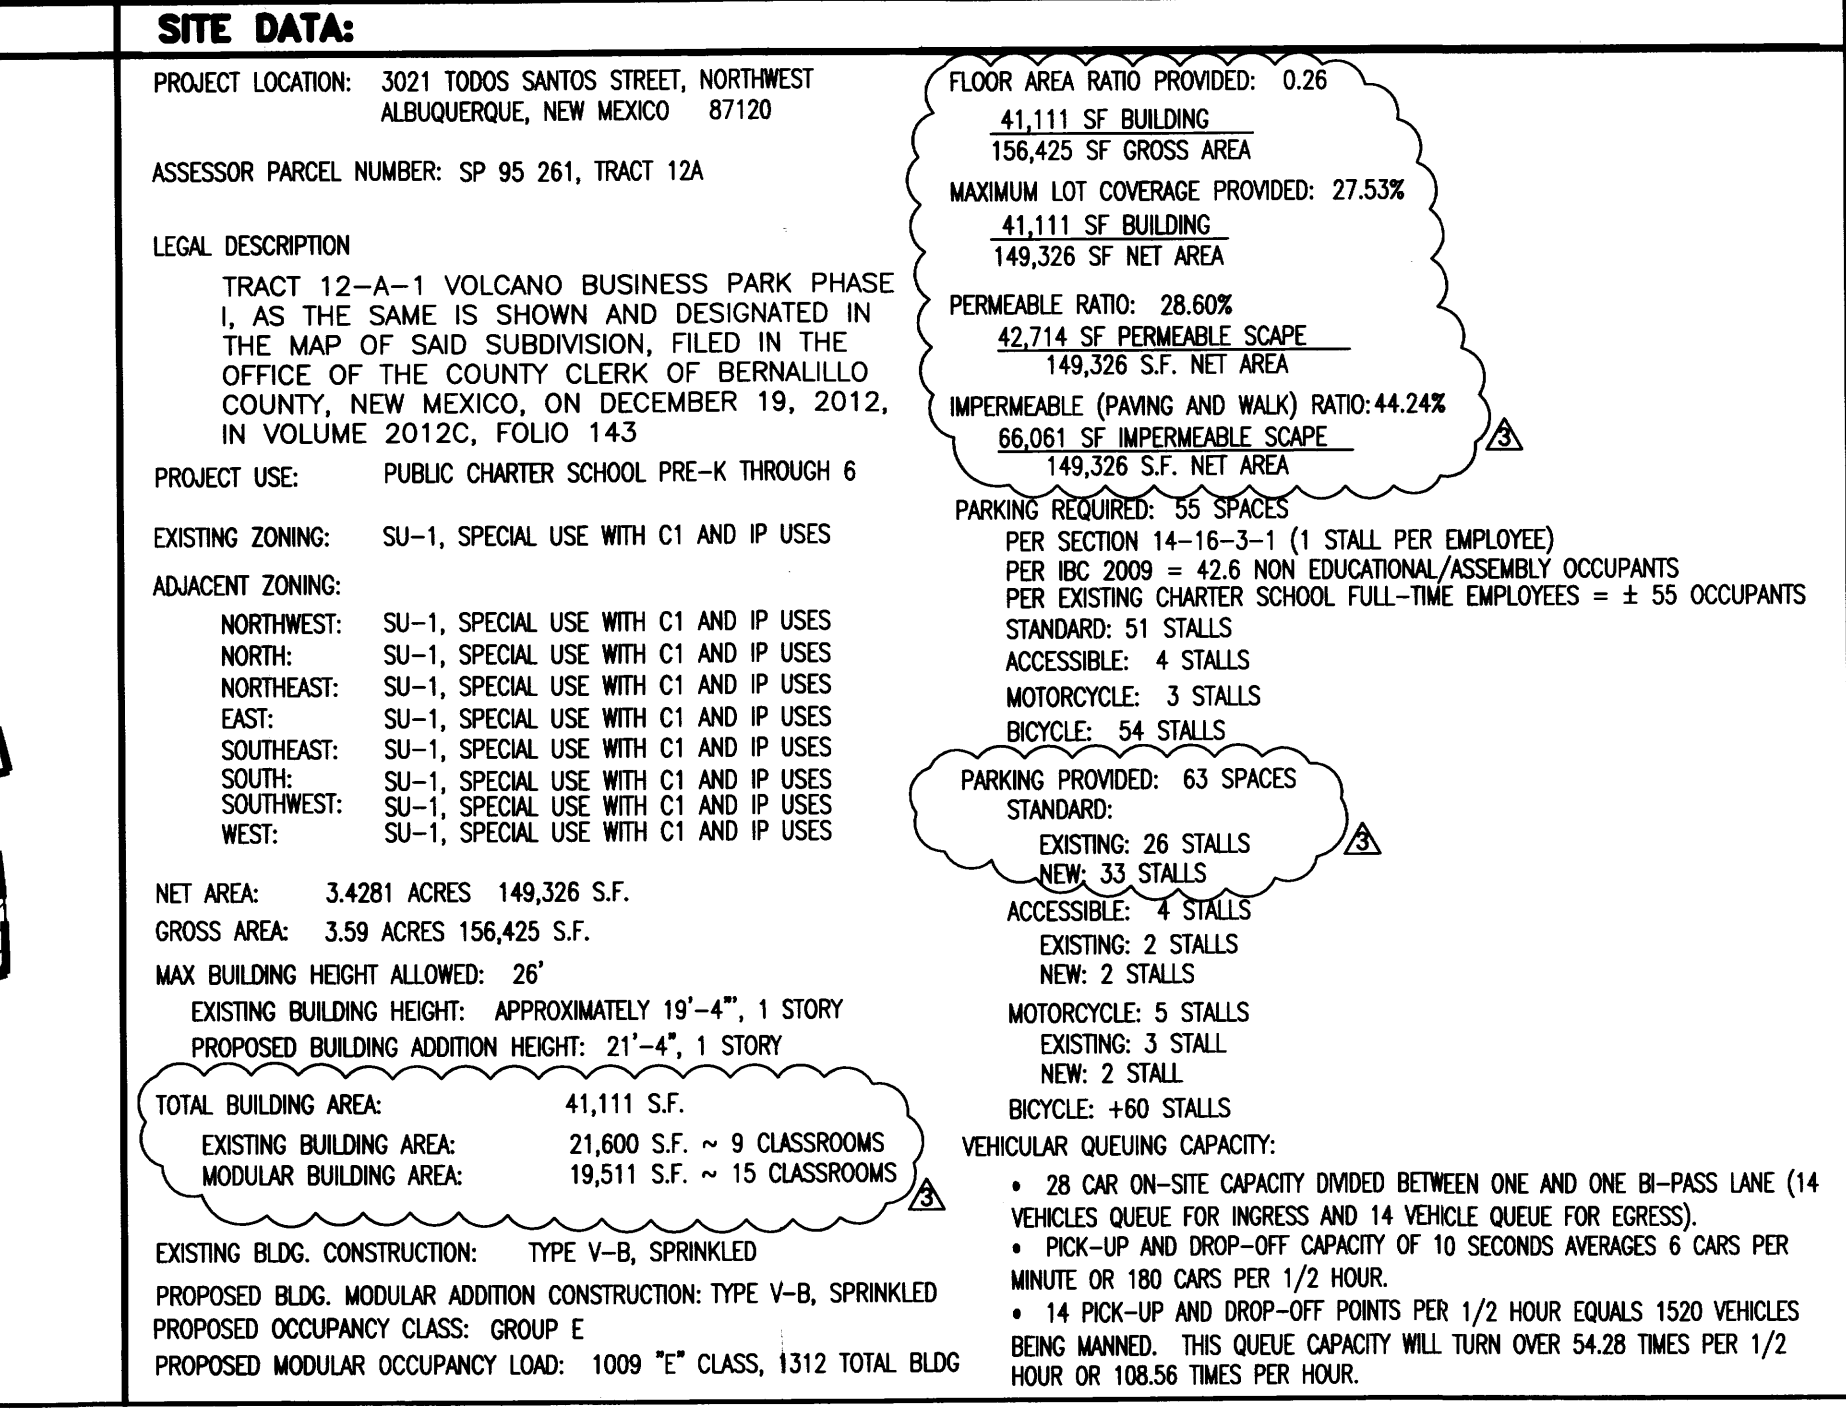 SITE DATA:
PROJECT LOCATION: 3021 TODOS SANTOS STREET, NORTHWEST
ALBUQUERQUE, NEW MEXICO 87120
ASSESSOR PARCEL NUMBER: SP 95 261, TRACT 12A
LEGAL DESCRIPTION
TRACT 12-A-1 VOLCANO BUSINESS PARK PHASE
I, AS THE SAME IS SHOWN AND DESIGNATED IN
THE MAP OF SAID SUBDIVISION, FILED IN THE
OFFICE OF THE COUNTY CLERK OF BERNALILLO
COUNTY, NEW MEXICO, ON DECEMBER 19, 2012,
IN VOLUME 2012C, FOLIO 143
PROJECT USE: PUBLIC CHARTER SCHOOL PRE-K THROUGH 6
EXISTING ZONING: SU-1, SPECIAL USE WITH C1 AND IP USES
ADJACENT ZONING:
NORTHWEST: SU-1, SPECIAL USE WITH C1 AND IP USES
NORTH: SU-1, SPECIAL USE WITH C1 AND IP USES
NORTHEAST: SU-1, SPECIAL USE WITH C1 AND IP USES
EAST: SU-1, SPECIAL USE WITH C1 AND IP USES
SOUTHEAST: SU-1, SPECIAL USE WITH C1 AND IP USES
SOUTH: SU-1, SPECIAL USE WITH C1 AND IP USES
SOUTHWEST: SU-1, SPECIAL USE WITH C1 AND IP USES
WEST: SU-1, SPECIAL USE WITH C1 AND IP USES
NET AREA: 3.4281 ACRES 149,326 S.F.
GROSS AREA: 3.59 ACRES 156,425 S.F.
MAX BUILDING HEIGHT ALLOWED: 26'
EXISTING BUILDING HEIGHT: APPROXIMATELY 19'-4"', 1 STORY
PROPOSED BUILDING ADDITION HEIGHT: 21'-4", 1 STORY
TOTAL BUILDING AREA: 41,111 S.F.
EXISTING BUILDING AREA: 21,600 S.F. ~ 9 CLASSROOMS
MODULAR BUILDING AREA: 19,511 S.F. ~ 15 CLASSROOMS
3
EXISTING BLDG. CONSTRUCTION: TYPE V-B, SPRINKLED
PROPOSED BLDG. MODULAR ADDITION CONSTRUCTION: TYPE V-B, SPRINKLED
PROPOSED OCCUPANCY CLASS: GROUP E
PROPOSED MODULAR OCCUPANCY LOAD: 1009 "E" CLASS, 1312 TOTAL BLDG
FLOOR AREA RATIO PROVIDED: 0.26
41,111 SF BUILDING
156,425 SF GROSS AREA
MAXIMUM LOT COVERAGE PROVIDED: 27.53%
41,111 SF BUILDING
149,326 SF NET AREA
PERMEABLE RATIO: 28.60%
42,714 SF PERMEABLE SCAPE
149,326 S.F. NET AREA
IMPERMEABLE (PAVING AND WALK) RATIO: 44.24%
66,061 SF IMPERMEABLE SCAPE
149,326 S.F. NET AREA
3
PARKING REQUIRED: 55 SPACES
PER SECTION 14-16-3-1 (1 STALL PER EMPLOYEE)
PER IBC 2009 = 42.6 NON EDUCATIONAL/ASSEMBLY OCCUPANTS
PER EXISTING CHARTER SCHOOL FULL-TIME EMPLOYEES = ± 55 OCCUPANTS
STANDARD: 51 STALLS
ACCESSIBLE: 4 STALLS
MOTORCYCLE: 3 STALLS
BICYCLE: 54 STALLS
PARKING PROVIDED: 63 SPACES
STANDARD:
EXISTING: 26 STALLS
NEW: 33 STALLS
3
ACCESSIBLE: 4 STALLS
EXISTING: 2 STALLS
NEW: 2 STALLS
MOTORCYCLE: 5 STALLS
EXISTING: 3 STALL
NEW: 2 STALL
BICYCLE: +60 STALLS
VEHICULAR QUEUING CAPACITY:
• 28 CAR ON-SITE CAPACITY DIVIDED BETWEEN ONE AND ONE BI-PASS LANE (14
VEHICLES QUEUE FOR INGRESS AND 14 VEHICLE QUEUE FOR EGRESS).
• PICK-UP AND DROP-OFF CAPACITY OF 10 SECONDS AVERAGES 6 CARS PER
MINUTE OR 180 CARS PER 1/2 HOUR.
• 14 PICK-UP AND DROP-OFF POINTS PER 1/2 HOUR EQUALS 1520 VEHICLES
BEING MANNED. THIS QUEUE CAPACITY WILL TURN OVER 54.28 TIMES PER 1/2
HOUR OR 108.56 TIMES PER HOUR.